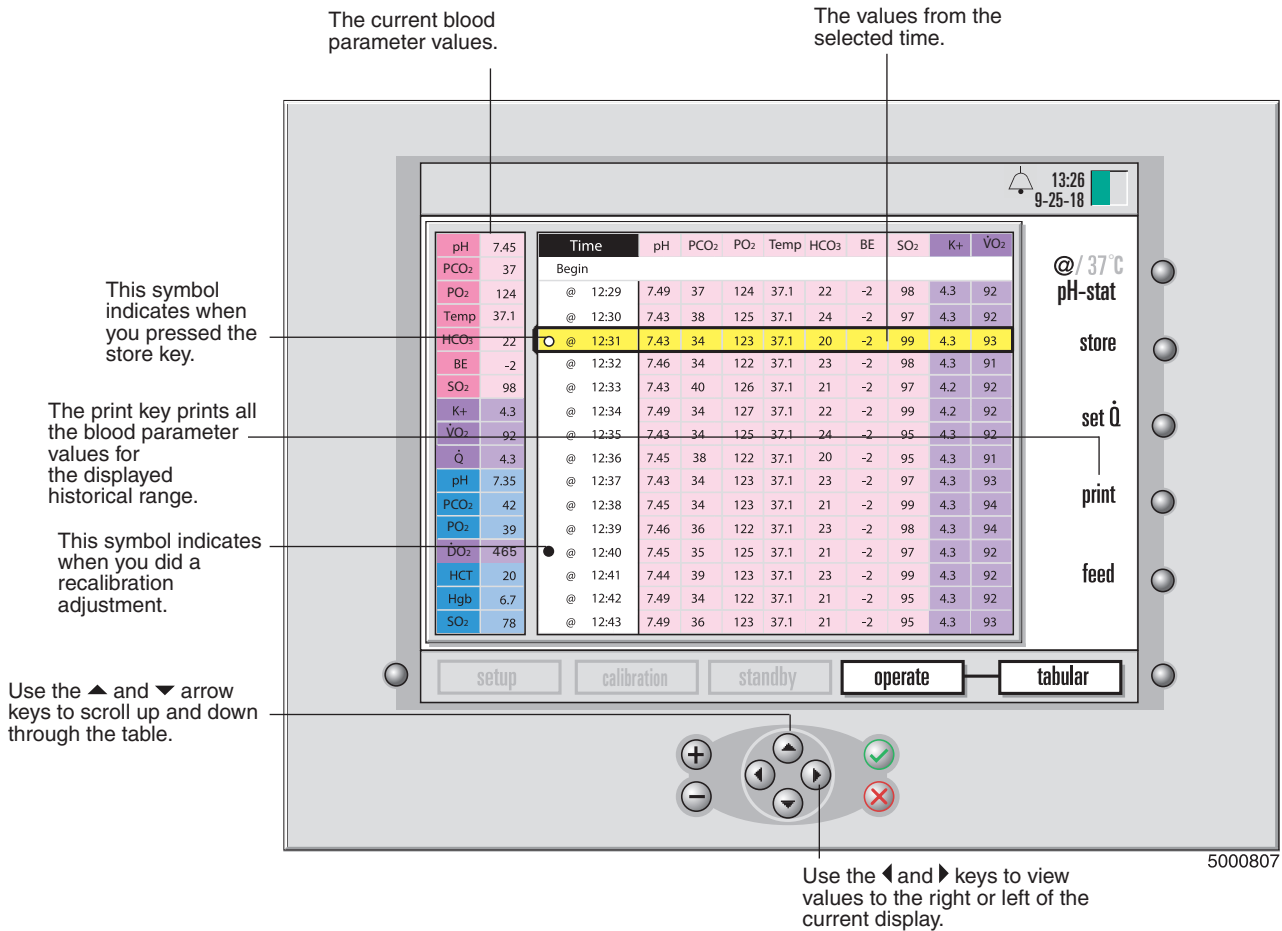 The current blood
parameter values.
The values from the
selected time.
This symbol
indicates when
you pressed the
store key.
The print key prints all
the blood parameter
values for
the displayed
historical range.
This symbol indicates
when you did a
recalibration
adjustment.
Use the ▲ and ▼ arrow
keys to scroll up and down
through the table.
13:26
9-25-18
pH 7.45
PCO2 37
PO2 124
Temp 37.1
HCO3 22
BE -2
SO2 98
K+ 4.3
V̇O2 92
Q̇ 4.3
pH 7.35
PCO2 42
PO2 39
ḊO2 465
HCT 20
Hgb 6.7
SO2 78
Time pH PCO2 PO2 Temp HCO3 BE SO2 K+ V̇O2
Begin
@ 12:29 7.49 37 124 37.1 22 -2 98 4.3 92
@ 12:30 7.43 38 125 37.1 24 -2 97 4.3 92
@ 12:31 7.43 34 123 37.1 20 -2 99 4.3 93
@ 12:32 7.46 34 122 37.1 23 -2 98 4.3 91
@ 12:33 7.43 40 126 37.1 21 -2 97 4.2 92
@ 12:34 7.49 34 127 37.1 22 -2 99 4.2 92
@ 12:35 7.43 34 125 37.1 24 -2 95 4.3 92
@ 12:36 7.45 38 122 37.1 20 -2 95 4.3 91
@ 12:37 7.43 34 123 37.1 23 -2 97 4.3 93
@ 12:38 7.45 34 123 37.1 21 -2 99 4.3 94
@ 12:39 7.46 36 122 37.1 23 -2 98 4.3 94
@ 12:40 7.45 35 125 37.1 21 -2 97 4.3 92
@ 12:41 7.44 39 123 37.1 23 -2 99 4.3 92
@ 12:42 7.49 34 122 37.1 21 -2 95 4.3 92
@ 12:43 7.49 36 123 37.1 21 -2 95 4.3 93
@/ 37°C
pH-stat
store
set Q̇
print
feed
setup calibration standby operate tabular
5000807
Use the ◀ and ▶ keys to view
values to the right or left of the
current display.